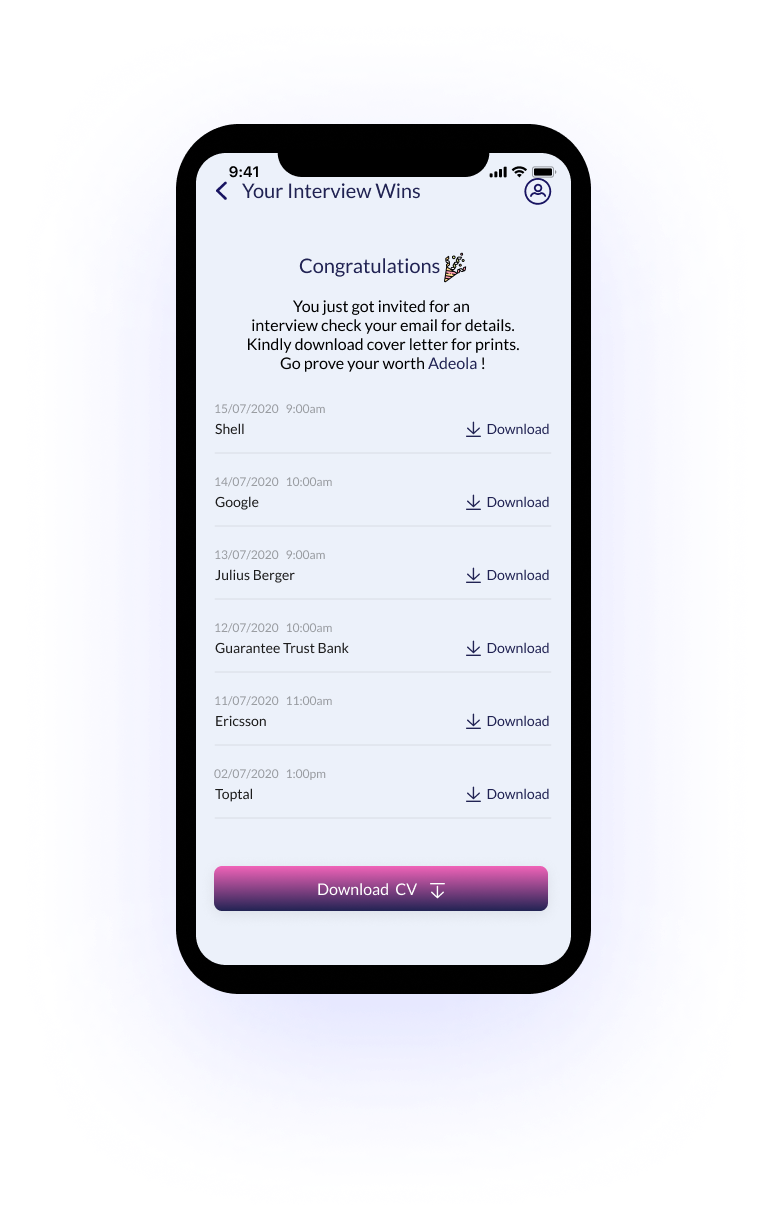 9:41
Your Interview Wins
Congratulations
You just got invited for an
interview check your email for details.
Kindly download cover letter for prints.
Go prove your worth Adeola !
15/07/2020 9:00am
Shell
Download
14/07/2020 10:00am
Google
Download
13/07/2020 9:00am
Julius Berger
Download
12/07/2020 10:00am
Guarantee Trust Bank
Download
11/07/2020 11:00am
Ericsson
Download
02/07/2020 1:00pm
Toptal
Download
Download CV